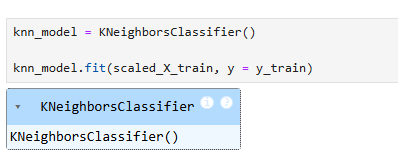 knn_model = KNeighborsClassifier()
knn_model.fit(scaled_X_train, y = y_train)
KNeighborsClassifier i ?
KNeighborsClassifier()